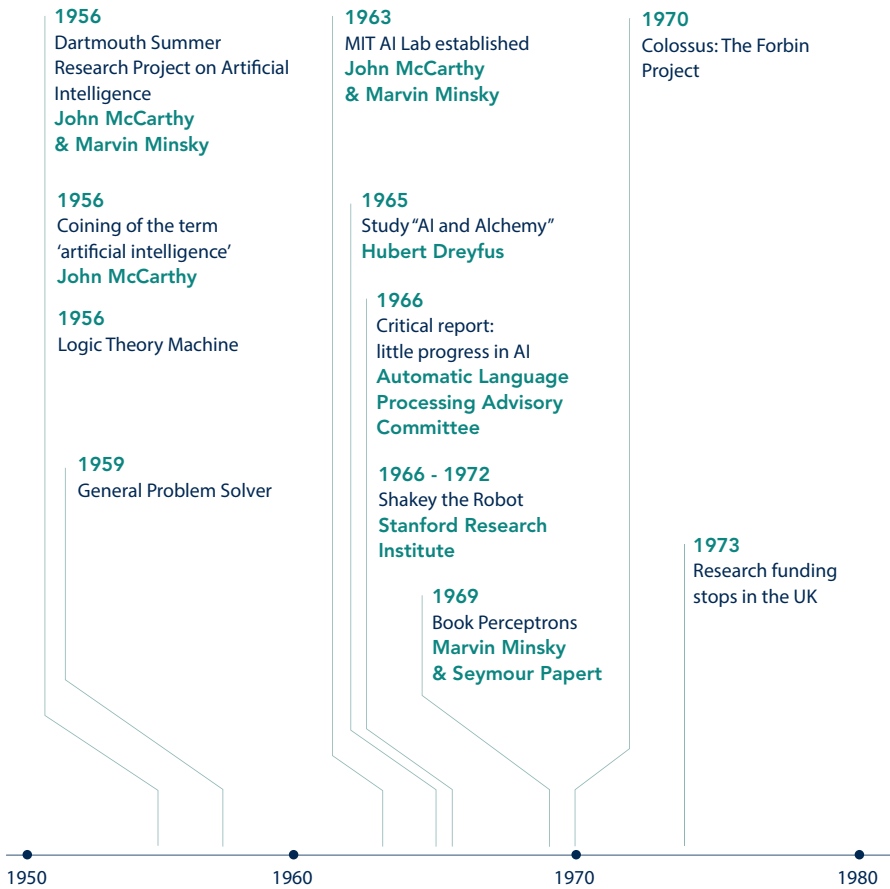 1956
Dartmouth Summer
Research Project on Artificial
Intelligence
John McCarthy
& Marvin Minsky
1956
Coining of the term
‘artificial intelligence’
John McCarthy
1956
Logic Theory Machine
1959
General Problem Solver
1963
MIT AI Lab established
John McCarthy
& Marvin Minsky
1965
Study “AI and Alchemy”
Hubert Dreyfus
1966
Critical report:
little progress in AI
Automatic Language
Processing Advisory
Committee
1966 - 1972
Shakey the Robot
Stanford Research
Institute
1969
Book Perceptrons
Marvin Minsky
& Seymour Papert
1970
Colossus: The Forbin
Project
1973
Research funding
stops in the UK
1950
1960
1970
1980